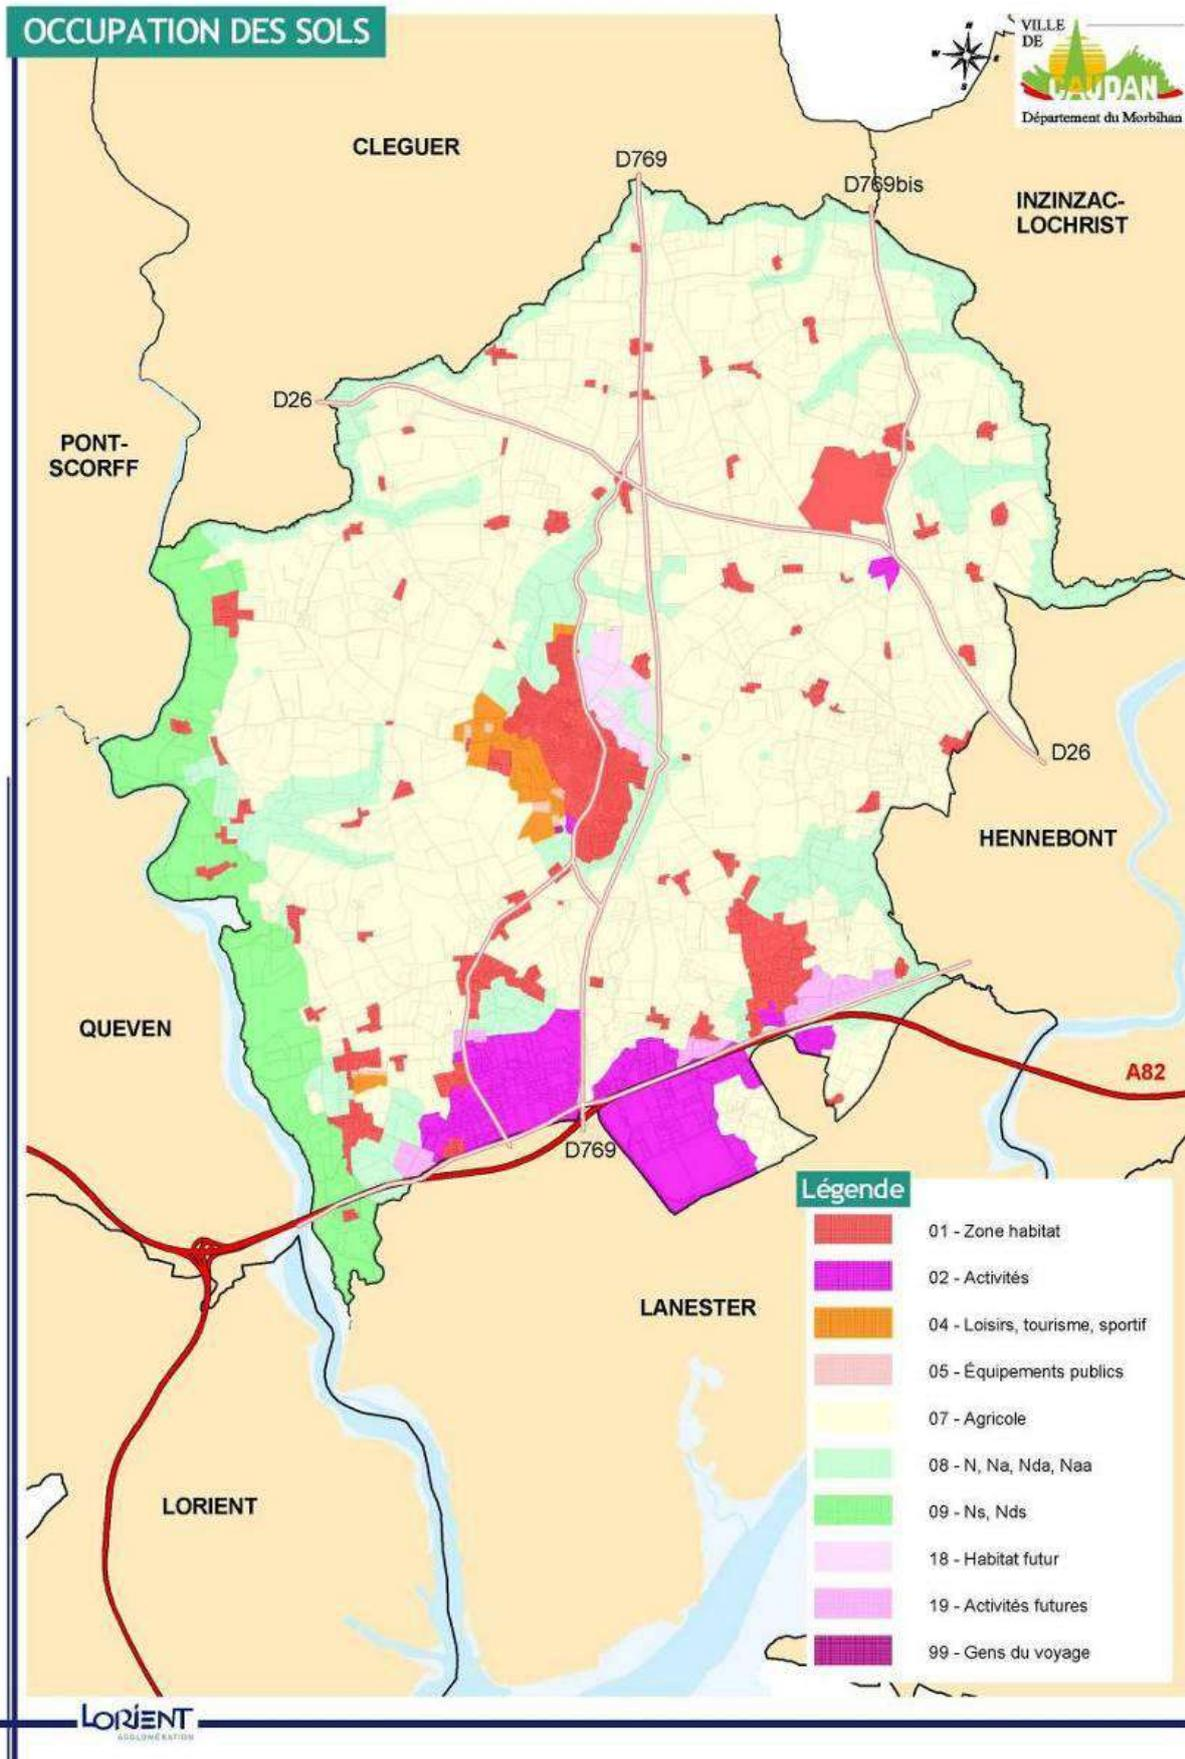 OCCUPATION DES SOLS
VILLE
DE
CAUDAN
Département du Morbihan
N
W
E
S
CLEGUER
D769
D769bis
INZINZAC-
LOCHRIST
D26
PONT-
SCORFF
D26
HENNEBONT
QUEVEN
A82
D769
Légende
01 - Zone habitat
02 - Activités
04 - Loisirs, tourisme, sportif
05 - Équipements publics
07 - Agricole
08 - N, Na, Nda, Naa
09 - Ns, Nds
18 - Habitat futur
19 - Activités futures
99 - Gens du voyage
LANESTER
LORIENT
LORIENT
AGGLOMÉRATION